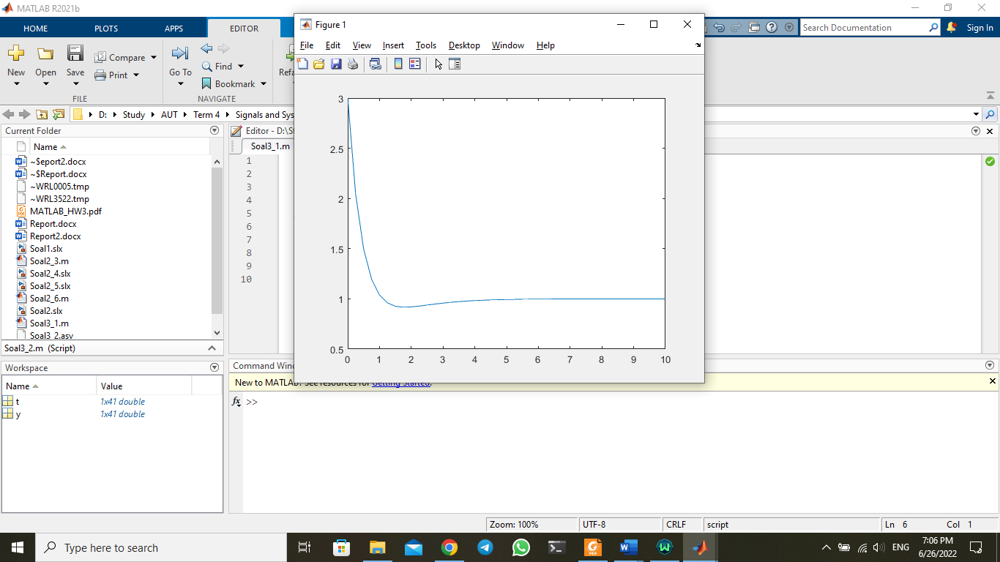 MATLAB R2021b
HOME PLOTS APPS EDITOR
Search Documentation
Sign In
New Open Save Compare Print
Go To Find Bookmark
Refa
FILE NAVIGATE
D: Study AUT Term 4 Signals and Sys
Current Folder
Name
~$eport2.docx
~$Report.docx
~WRL0005.tmp
~WRL3522.tmp
MATLAB_HW3.pdf
Report.docx
Report2.docx
Soal1.slx
Soal2_3.m
Soal2_4.slx
Soal2_5.slx
Soal2_6.m
Soal2.slx
Soal3_1.m
Soal3_2.asv
Soal3_2.m (Script)
Workspace
Name Value
t 1x41 double
y 1x41 double
Editor - D:\S
Soal3_1.m
1
2
3
4
5
6
7
8
9
10
Figure 1
File Edit View Insert Tools Desktop Window Help
3
2.5
2
1.5
1
0.5
0 1 2 3 4 5 6 7 8 9 10
Command Win
New to MATLAB? See resources for Getting Started.
fx >>
Zoom: 100% UTF-8 CRLF script Ln 6 Col 1
Type here to search
ENG
7:06 PM
6/26/2022